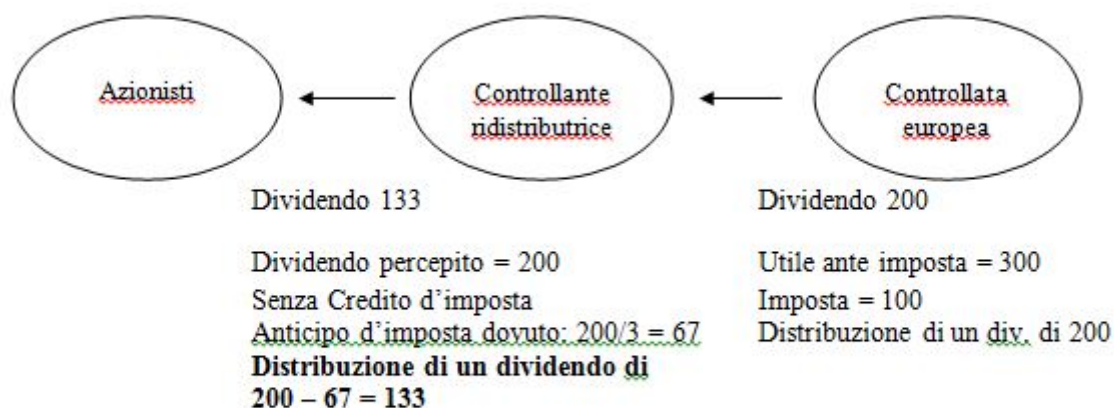 Azionisti
Controllante
ridistributrice
Controllata
europea
Dividendo 133
Dividendo percepito = 200
Senza Credito d'imposta
Anticipo d'imposta dovuto: 200/3 = 67
Distribuzione di un dividendo di
200 – 67 = 133
Dividendo 200
Utile ante imposta = 300
Imposta = 100
Distribuzione di un div. di 200